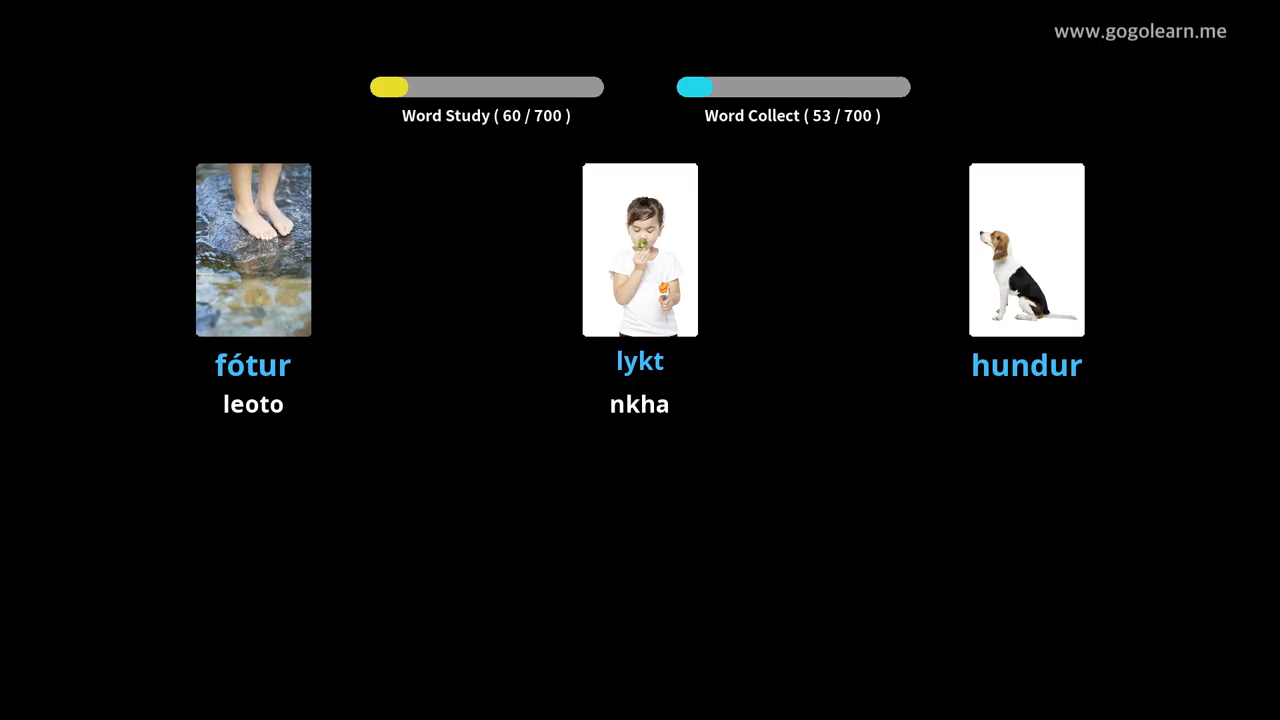 www.gogolearn.me
Word Study ( 60 / 700 )
Word Collect ( 53 / 700 )
fótur
lykt
hundur
leoto
nkha